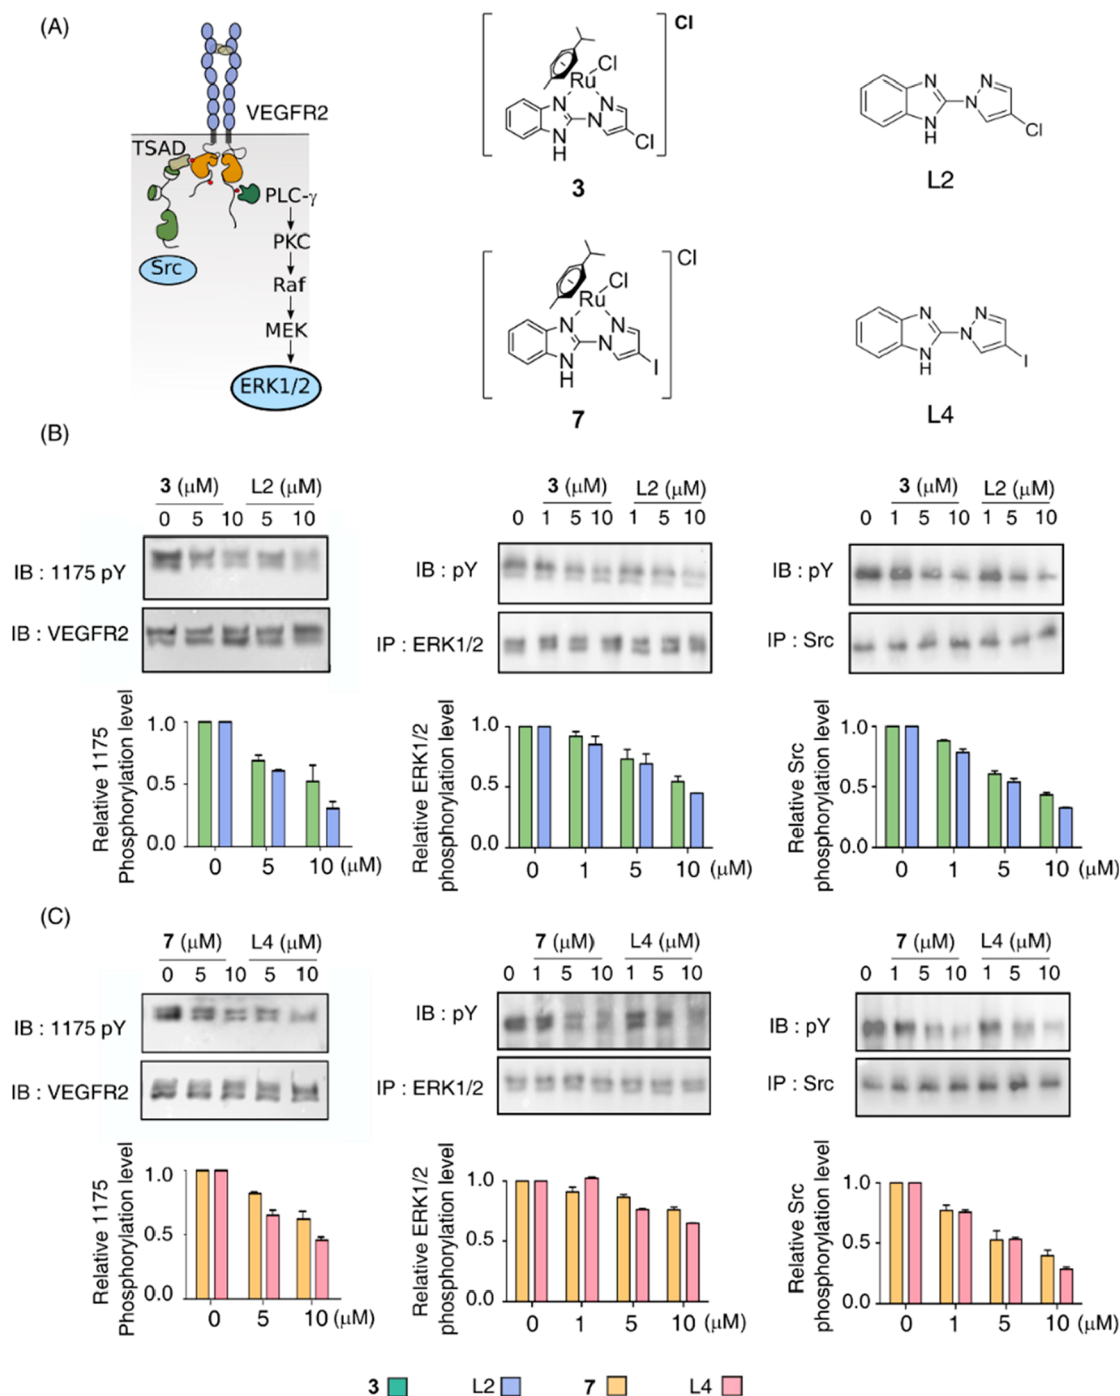 (A)
VEGFR2
TSAD
PLC-γ
PKC
Src
Raf
MEK
ERK1/2
Cl
Cl
Ru
N
N
N
N
H
Cl
3
N
N
N
N
H
Cl
L2
Cl
Cl
Ru
N
N
N
N
H
I
7
N
N
N
N
H
I
L4
(B)
3 (μM) L2 (μM)
0 5 10 5 10
IB : 1175 pY
IB : VEGFR2
3 (μM) L2 (μM)
0 1 5 10 1 5 10
IB : pY
IP : ERK1/2
3 (μM) L2 (μM)
0 1 5 10 1 5 10
IB : pY
IP : Src
Relative 1175
Phosphorylation level
1.0
0.5
0.0
0 5 10 (μM)
Relative ERK1/2
phosphorylation level
1.0
0.5
0.0
0 1 5 10 (μM)
Relative Src
phosphorylation level
1.0
0.5
0.0
0 1 5 10 (μM)
(C)
7 (μM) L4 (μM)
0 5 10 5 10
IB : 1175 pY
IB : VEGFR2
7 (μM) L4 (μM)
0 1 5 10 1 5 10
IB : pY
IP : ERK1/2
7 (μM) L4 (μM)
0 1 5 10 1 5 10
IB : pY
IP : Src
Relative 1175
Phosphorylation level
1.0
0.5
0.0
0 5 10 (μM)
Relative ERK1/2
phosphorylation level
1.0
0.5
0.0
0 1 5 10 (μM)
Relative Src
phosphorylation level
1.0
0.5
0.0
0 1 5 10 (μM)
3 L2 7 L4